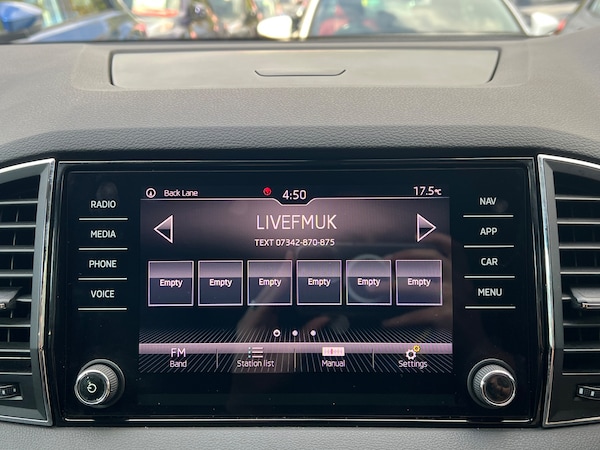 Back Lane 4:50 17.5°C
RADIO
MEDIA
PHONE
VOICE
LIVEFMUK
TEXT 07342-870-875
Empty Empty Empty Empty Empty Empty
FM
Band Station list Manual Settings
NAV
APP
CAR
MENU